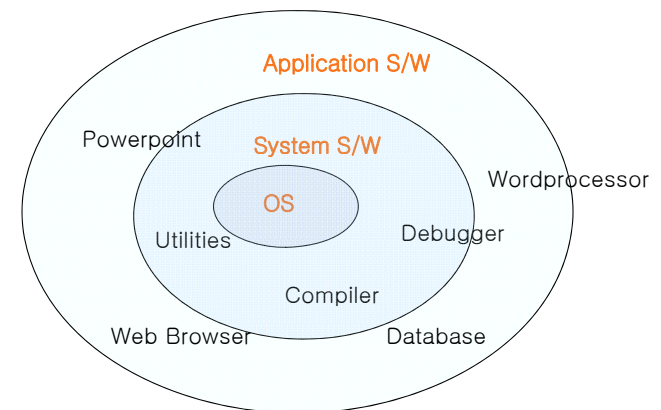 Application S/W
Powerpoint
System S/W
Wordprocessor
OS
Utilities
Debugger
Compiler
Web Browser
Database